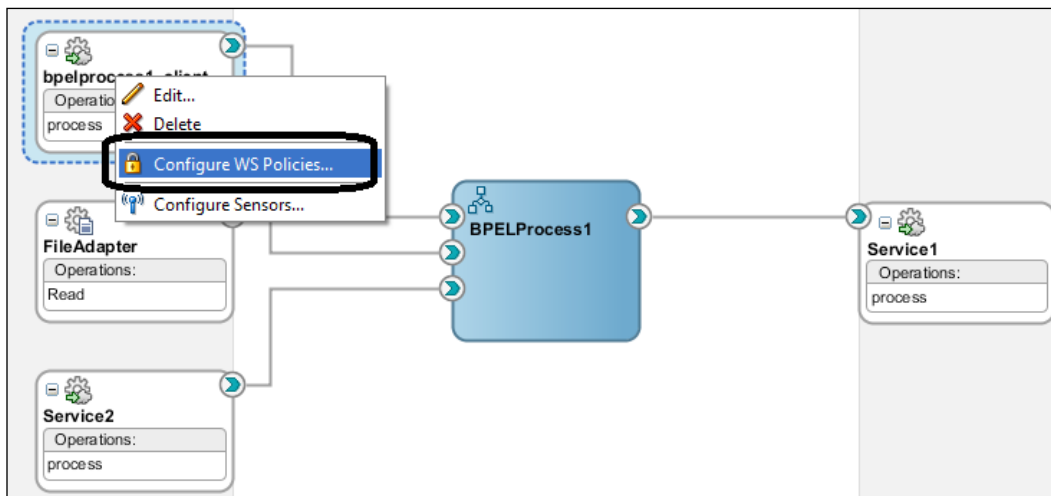 bpelprocess1_client
Operatio
process
Edit...
Delete
Configure WS Policies...
Configure Sensors...
FileAdapter
Operations:
Read
BPELProcess1
Service1
Operations:
process
Service2
Operations:
process